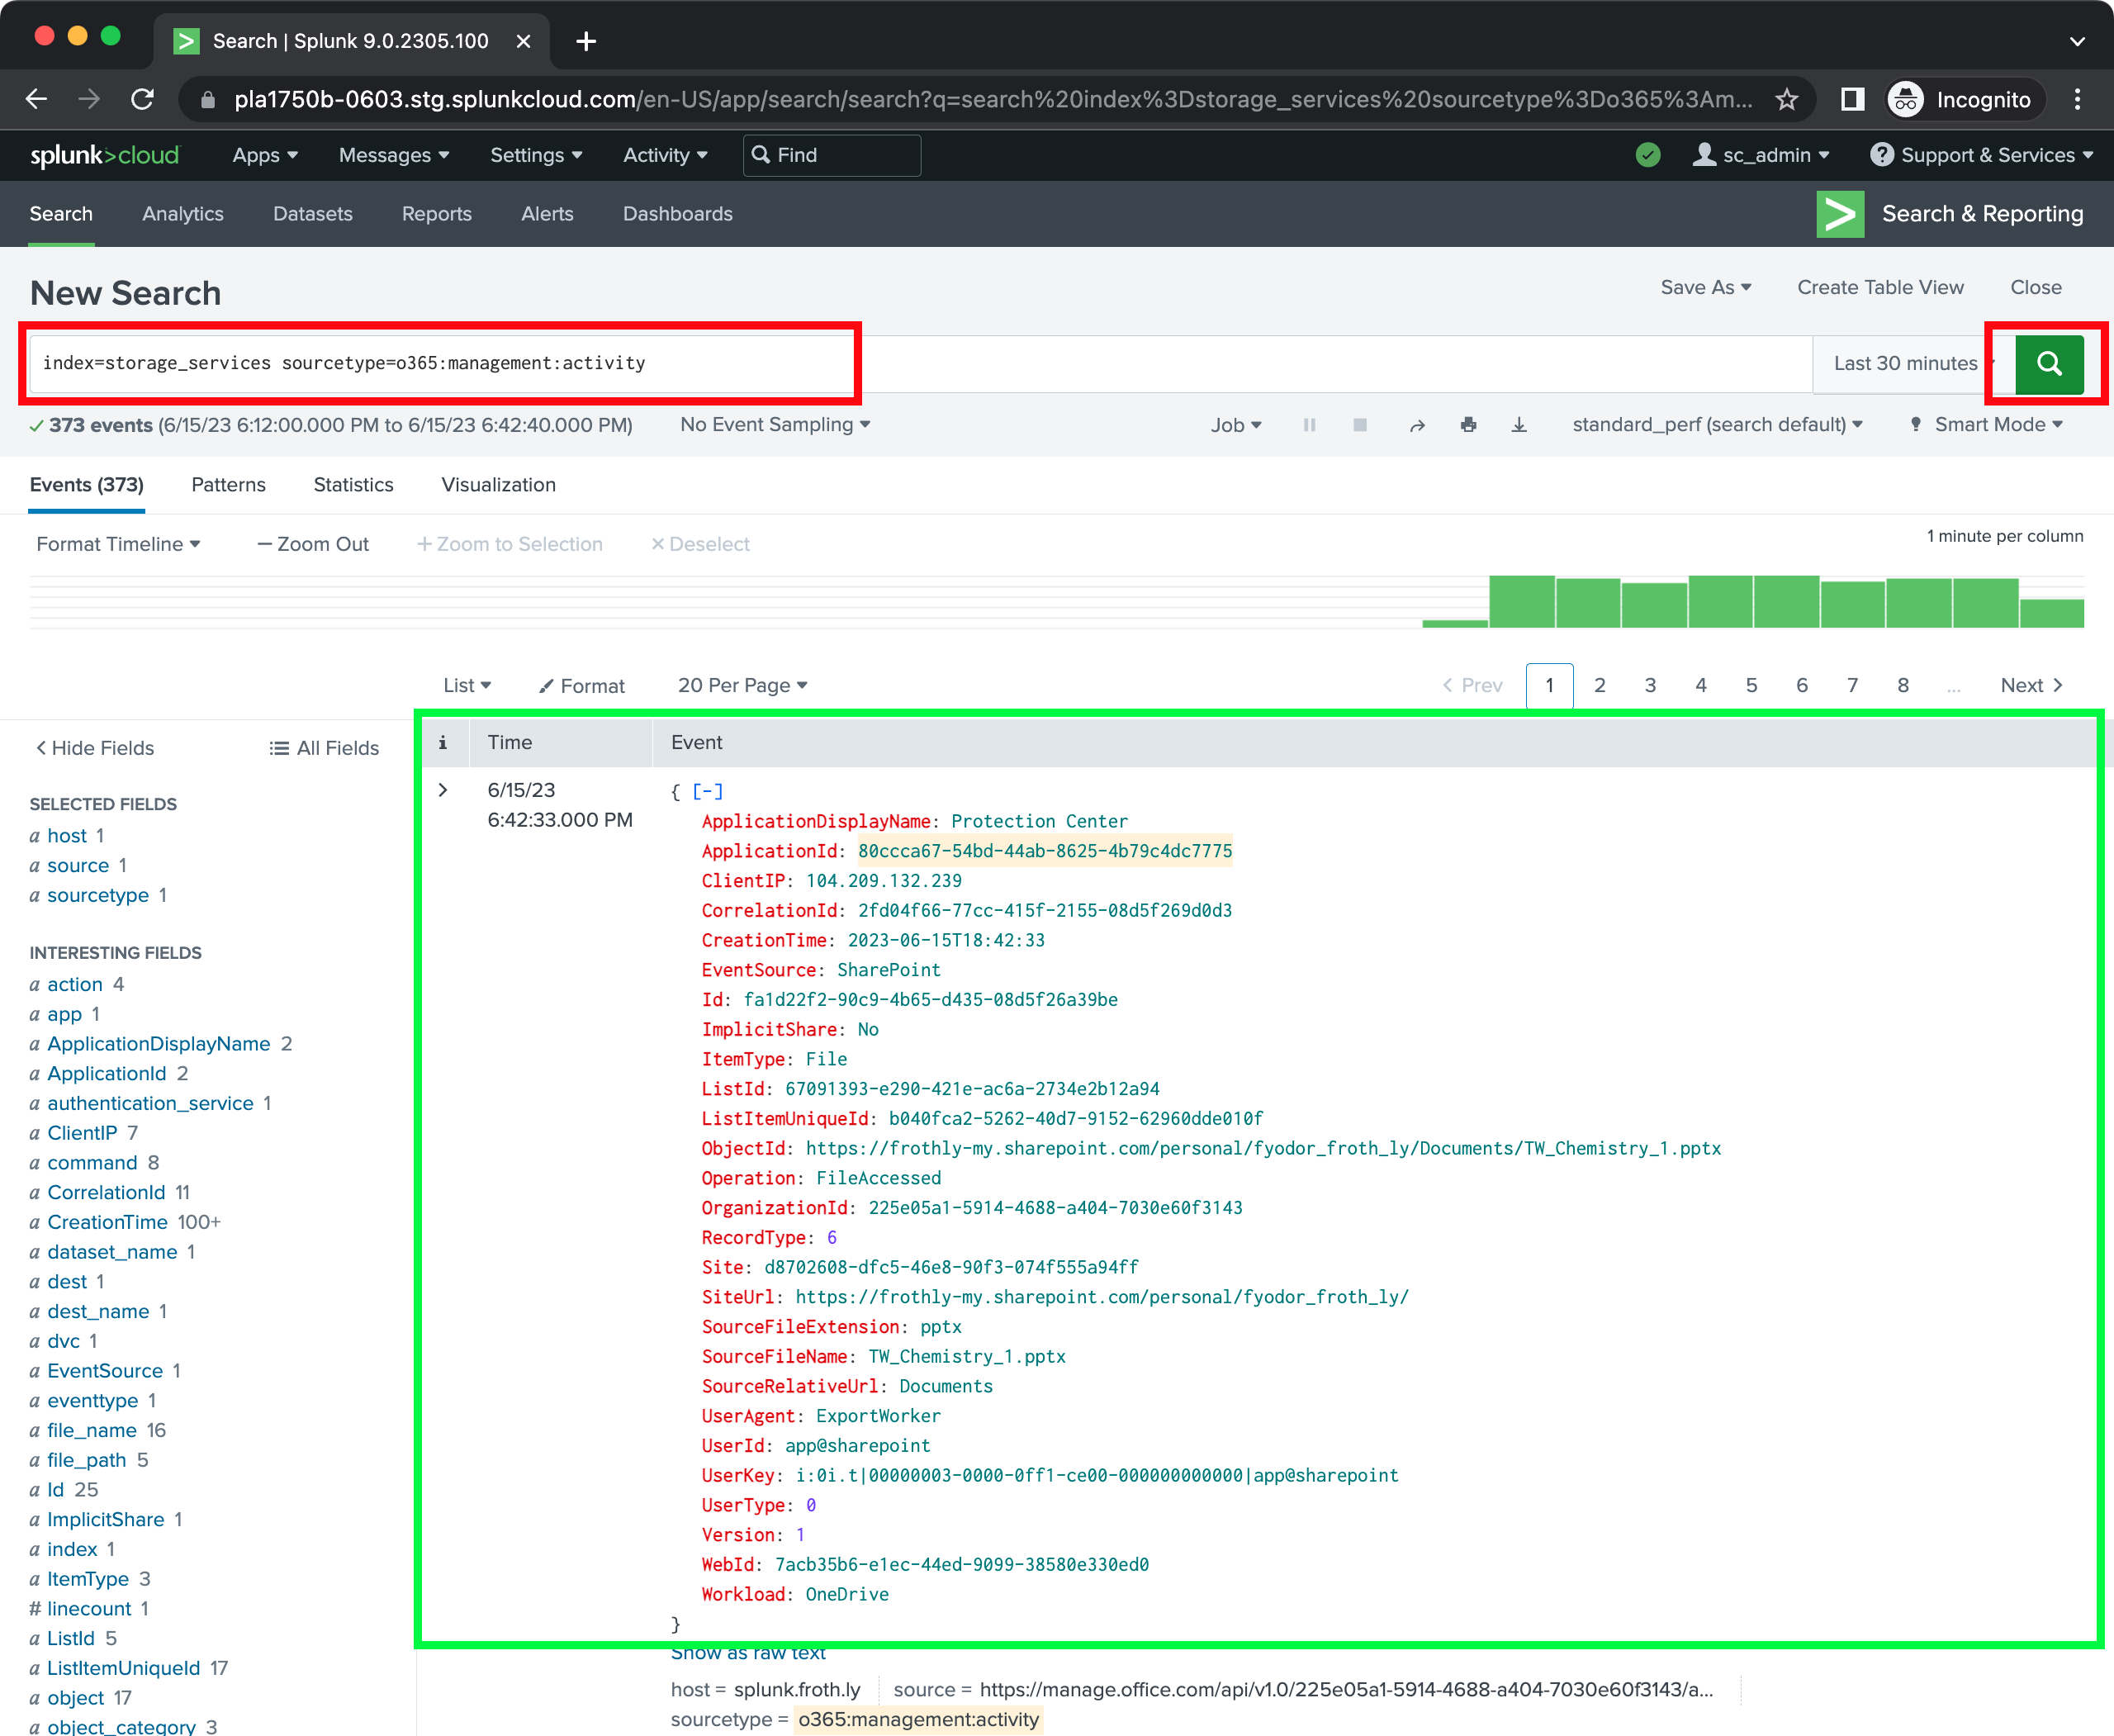 Search | Splunk 9.0.2305.100
pla1750b-0603.stg.splunkcloud.com/en-US/app/search/search?q=search%20index%3Dstorage_services%20sourcetype%3Do365%3Am...
Incognito
splunk>cloud Apps Messages Settings Activity Find sc_admin Support & Services
Search Analytics Datasets Reports Alerts Dashboards Search & Reporting
New Search
Save As Create Table View Close
index=storage_services sourcetype=o365:management:activity
Last 30 minutes
373 events (6/15/23 6:12:00.000 PM to 6/15/23 6:42:40.000 PM) No Event Sampling Job standard_perf (search default) Smart Mode
Events (373) Patterns Statistics Visualization
Format Timeline — Zoom Out + Zoom to Selection × Deselect
1 minute per column
List Format 20 Per Page < Prev 1 2 3 4 5 6 7 8 ... Next >
< Hide Fields All Fields
SELECTED FIELDS
a host 1
a source 1
a sourcetype 1
INTERESTING FIELDS
a action 4
a app 1
a ApplicationDisplayName 2
a ApplicationId 2
a authentication_service 1
a ClientIP 7
a command 8
a CorrelationId 11
a CreationTime 100+
a dataset_name 1
a dest 1
a dest_name 1
a dvc 1
a EventSource 1
a eventtype 1
a file_name 16
a file_path 5
a Id 25
a ImplicitShare 1
a index 1
a ItemType 3
# linecount 1
a ListId 5
a ListItemUniqueId 17
a object 17
a object_category 3
i Time Event
6/15/23
6:42:33.000 PM
{ [-]
ApplicationDisplayName: Protection Center
ApplicationId: 80ccca67-54bd-44ab-8625-4b79c4dc7775
ClientIP: 104.209.132.239
CorrelationId: 2fd04f66-77cc-415f-2155-08d5f269d0d3
CreationTime: 2023-06-15T18:42:33
EventSource: SharePoint
Id: fa1d22f2-90c9-4b65-d435-08d5f26a39be
ImplicitShare: No
ItemType: File
ListId: 67091393-e290-421e-ac6a-2734e2b12a94
ListItemUniqueId: b040fca2-5262-40d7-9152-62960dde010f
ObjectId: https://frothly-my.sharepoint.com/personal/fyodor_froth_ly/Documents/TW_Chemistry_1.pptx
Operation: FileAccessed
OrganizationId: 225e05a1-5914-4688-a404-7030e60f3143
RecordType: 6
Site: d8702608-dfc5-46e8-90f3-074f555a94ff
SiteUrl: https://frothly-my.sharepoint.com/personal/fyodor_froth_ly/
SourceFileExtension: pptx
SourceFileName: TW_Chemistry_1.pptx
SourceRelativeUrl: Documents
UserAgent: ExportWorker
UserId: app@sharepoint
UserKey: i:0i.t|00000003-0000-0ff1-ce00-000000000000|app@sharepoint
UserType: 0
Version: 1
WebId: 7acb35b6-e1ec-44ed-9099-38580e330ed0
Workload: OneDrive
}
Show as raw text
host = splunk.froth.ly source = https://manage.office.com/api/v1.0/225e05a1-5914-4688-a404-7030e60f3143/a...
sourcetype = o365:management:activity